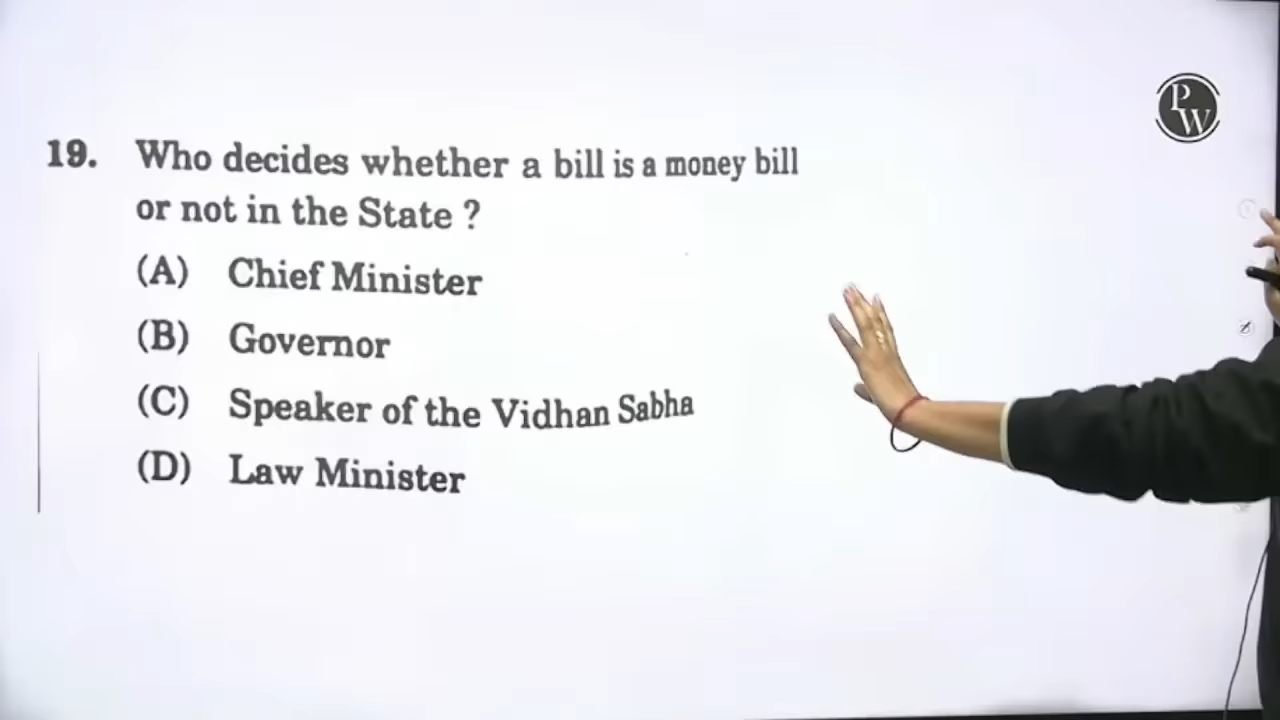 PW
19. Who decides whether a bill is a money bill
or not in the State ?
(A) Chief Minister
(B) Governor
(C) Speaker of the Vidhan Sabha
(D) Law Minister